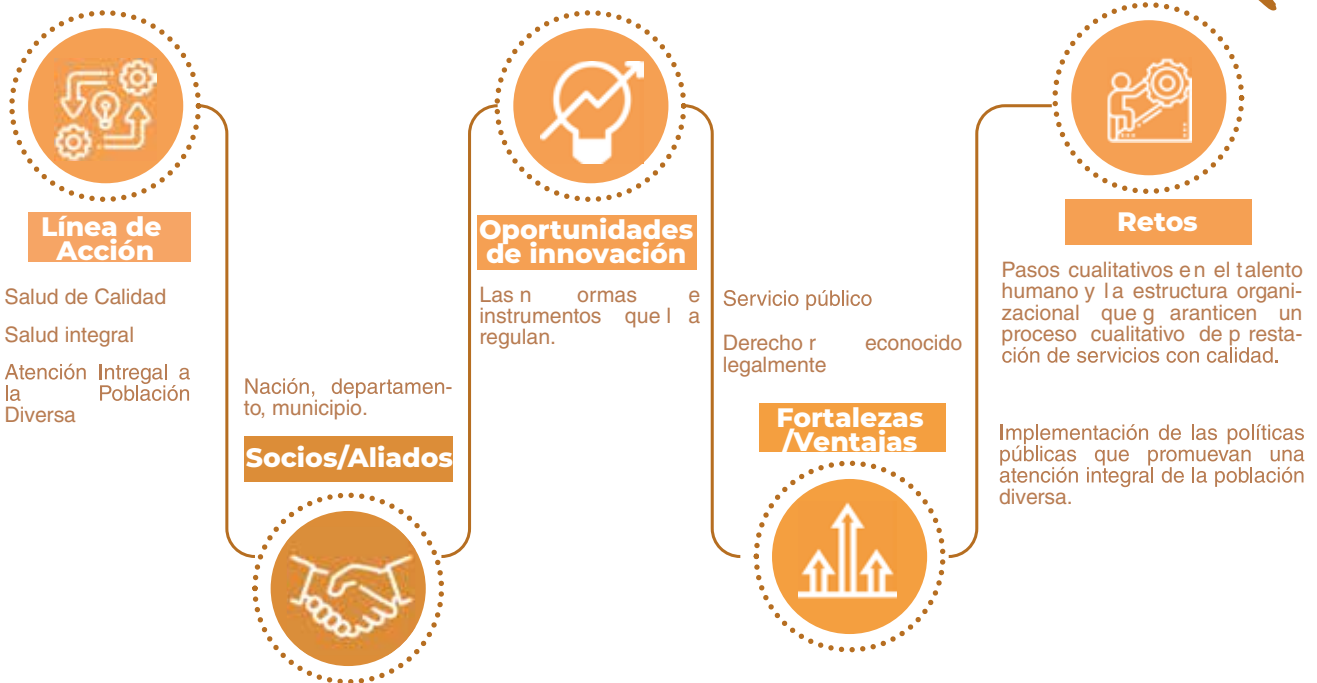 Línea de
Acción
Salud de Calidad
Salud integral
Atención Intregal a
la Población
Diversa
Nación, departamen-
to, municipio.
Socios/Aliados
Oportunidades
de innovación
Las n ormas e
instrumentos que l a
regulan.
Servicio público
Derecho r econocido
legalmente
Fortalezas
/Ventajas
Retos
Pasos cualitativos e n el t alento
humano y l a estructura organi-
zacional que g aranticen un
proceso cualitativo de p resta-
ción de servicios con calidad.
Implementación de las políticas
públicas que promuevan una
atención integral de la población
diversa.